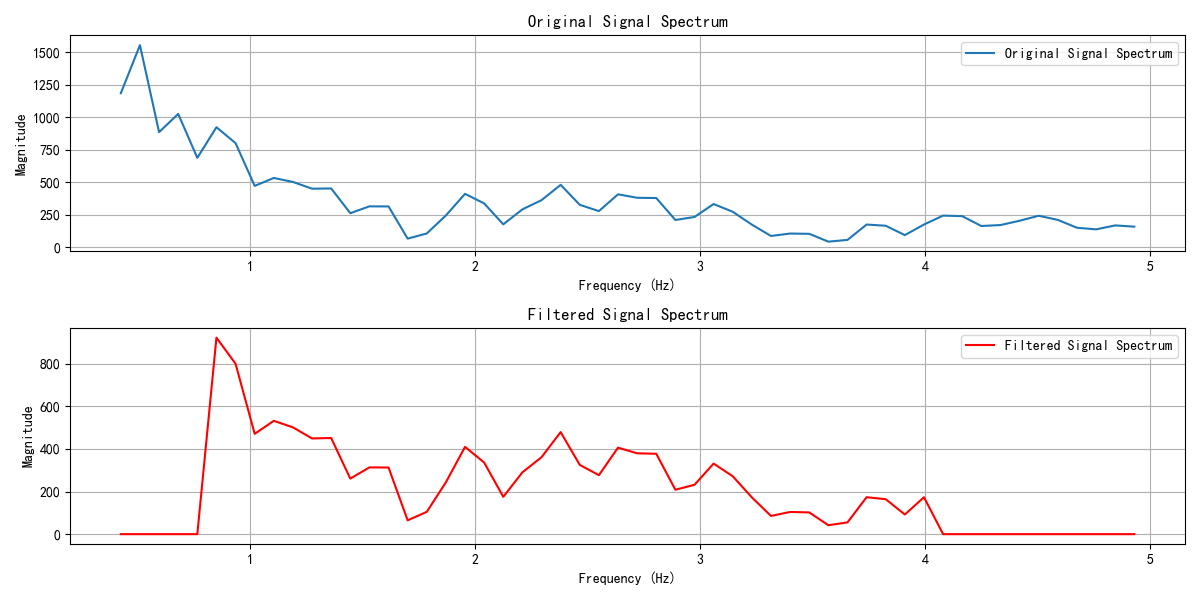 Original Signal Spectrum
Original Signal Spectrum
Magnitude
1500
1250
1000
750
500
250
0
1 2 3 4 5
Frequency (Hz)
Filtered Signal Spectrum
Filtered Signal Spectrum
Magnitude
800
600
400
200
0
1 2 3 4 5
Frequency (Hz)